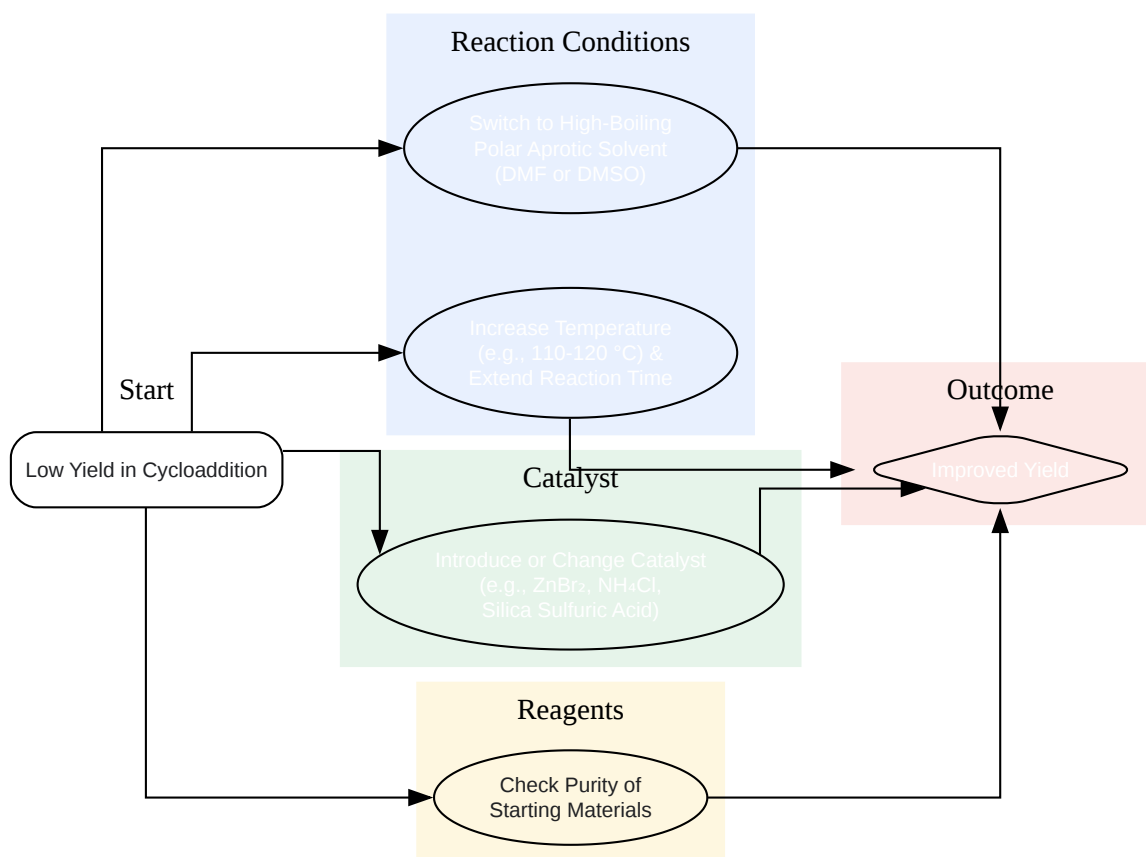 Reaction Conditions
Switch to High-Boiling
Polar Aprotic Solvent
(DMF or DMSO)
Increase Temperature
(e.g., 110-120 °C) &
Extend Reaction Time
Start
Low Yield in Cycloaddition
Catalyst
Introduce or Change Catalyst
(e.g., ZnBr₂, NH₄Cl,
Silica Sulfuric Acid)
Outcome
Improved Yield
Reagents
Check Purity of
Starting Materials